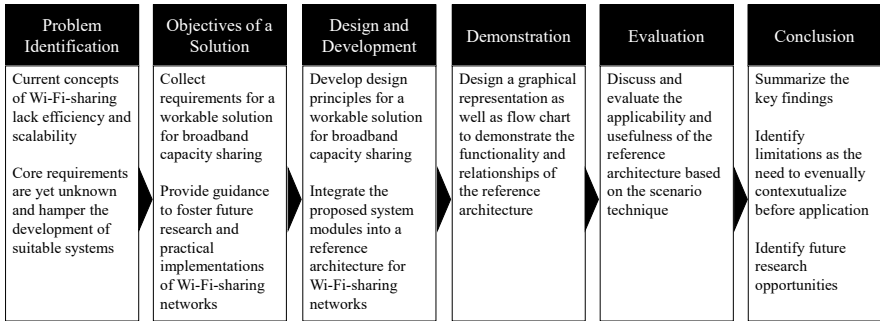 Problem
Identification
Current concepts
of Wi-Fi-sharing
lack efficiency and
scalability
Core requirements
are yet unknown
and hamper the
development of
suitable systems
Objectives of a
Solution
Collect
requirements for a
workable solution
for broadband
capacity sharing
Provide guidance
to foster future
research and
practical
implementations
of Wi-Fi-sharing
networks
Design and
Development
Develop design
principles for a
workable solution
for broadband
capacity sharing
Integrate the
proposed system
modules into a
reference
architecture for
Wi-Fi-sharing
networks
Demonstration
Design a graphical
representation as
well as flow chart
to demonstrate the
functionality and
relationships of
the reference
architecture
Evaluation
Discuss and
evaluate the
applicability and
usefulness of the
reference
architecture based
on the scenario
technique
Conclusion
Summarize the
key findings
Identify
limitations as the
need to evenually
contexutualize
before application
Identify future
research
opportunities